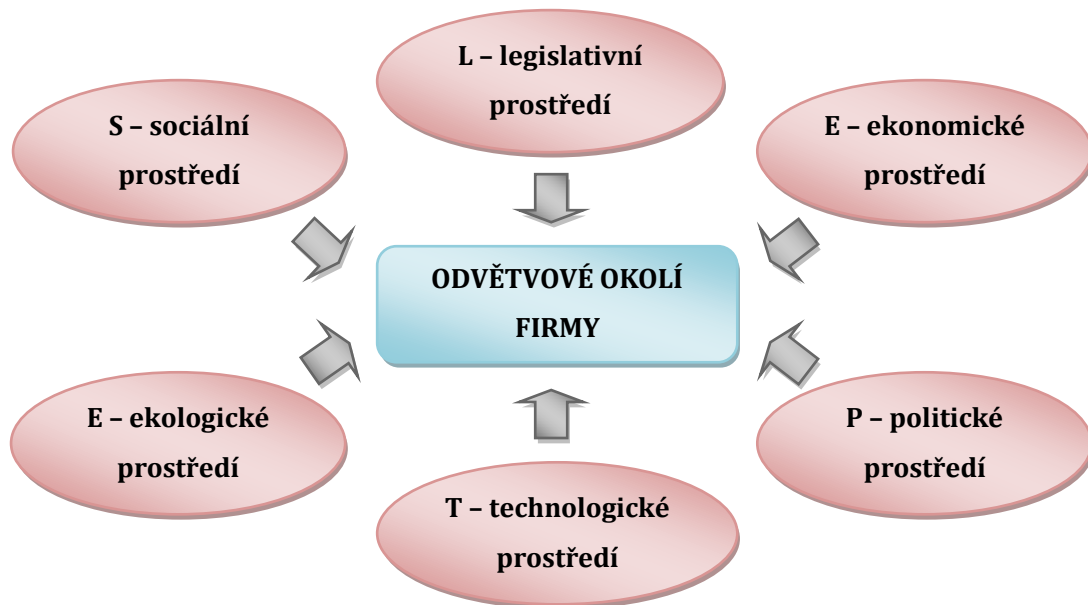 L – legislativní
prostředí
S – sociální
prostředí
E – ekonomické
prostředí
ODVĚTVOVÉ OKOLÍ
FIRMY
E – ekologické
prostředí
P – politické
prostředí
T – technologické
prostředí